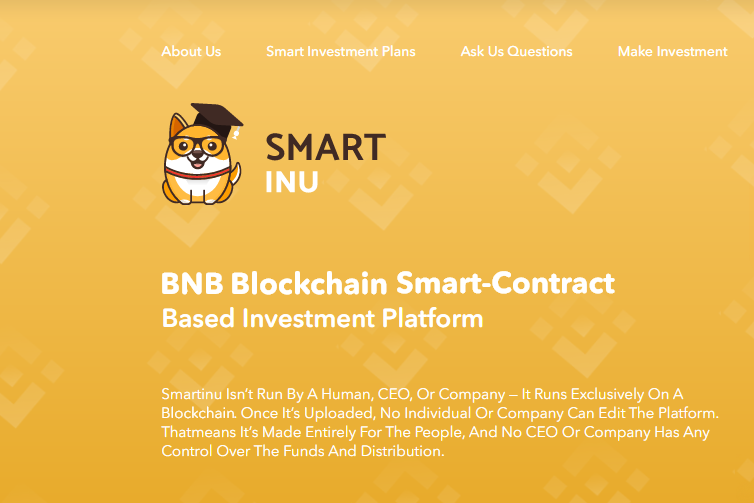 About Us Smart Investment Plans Ask Us Questions Make Investment
SMART
INU
BNB Blockchain Smart-Contract
Based Investment Platform
Smartinu Isn't Run By A Human, CEO, Or Company – It Runs Exclusively On A
Blockchain. Once It's Uploaded, No Individual Or Company Can Edit The Platform.
Thatmeans It's Made Entirely For The People, And No CEO Or Company Has Any
Control Over The Funds And Distribution.